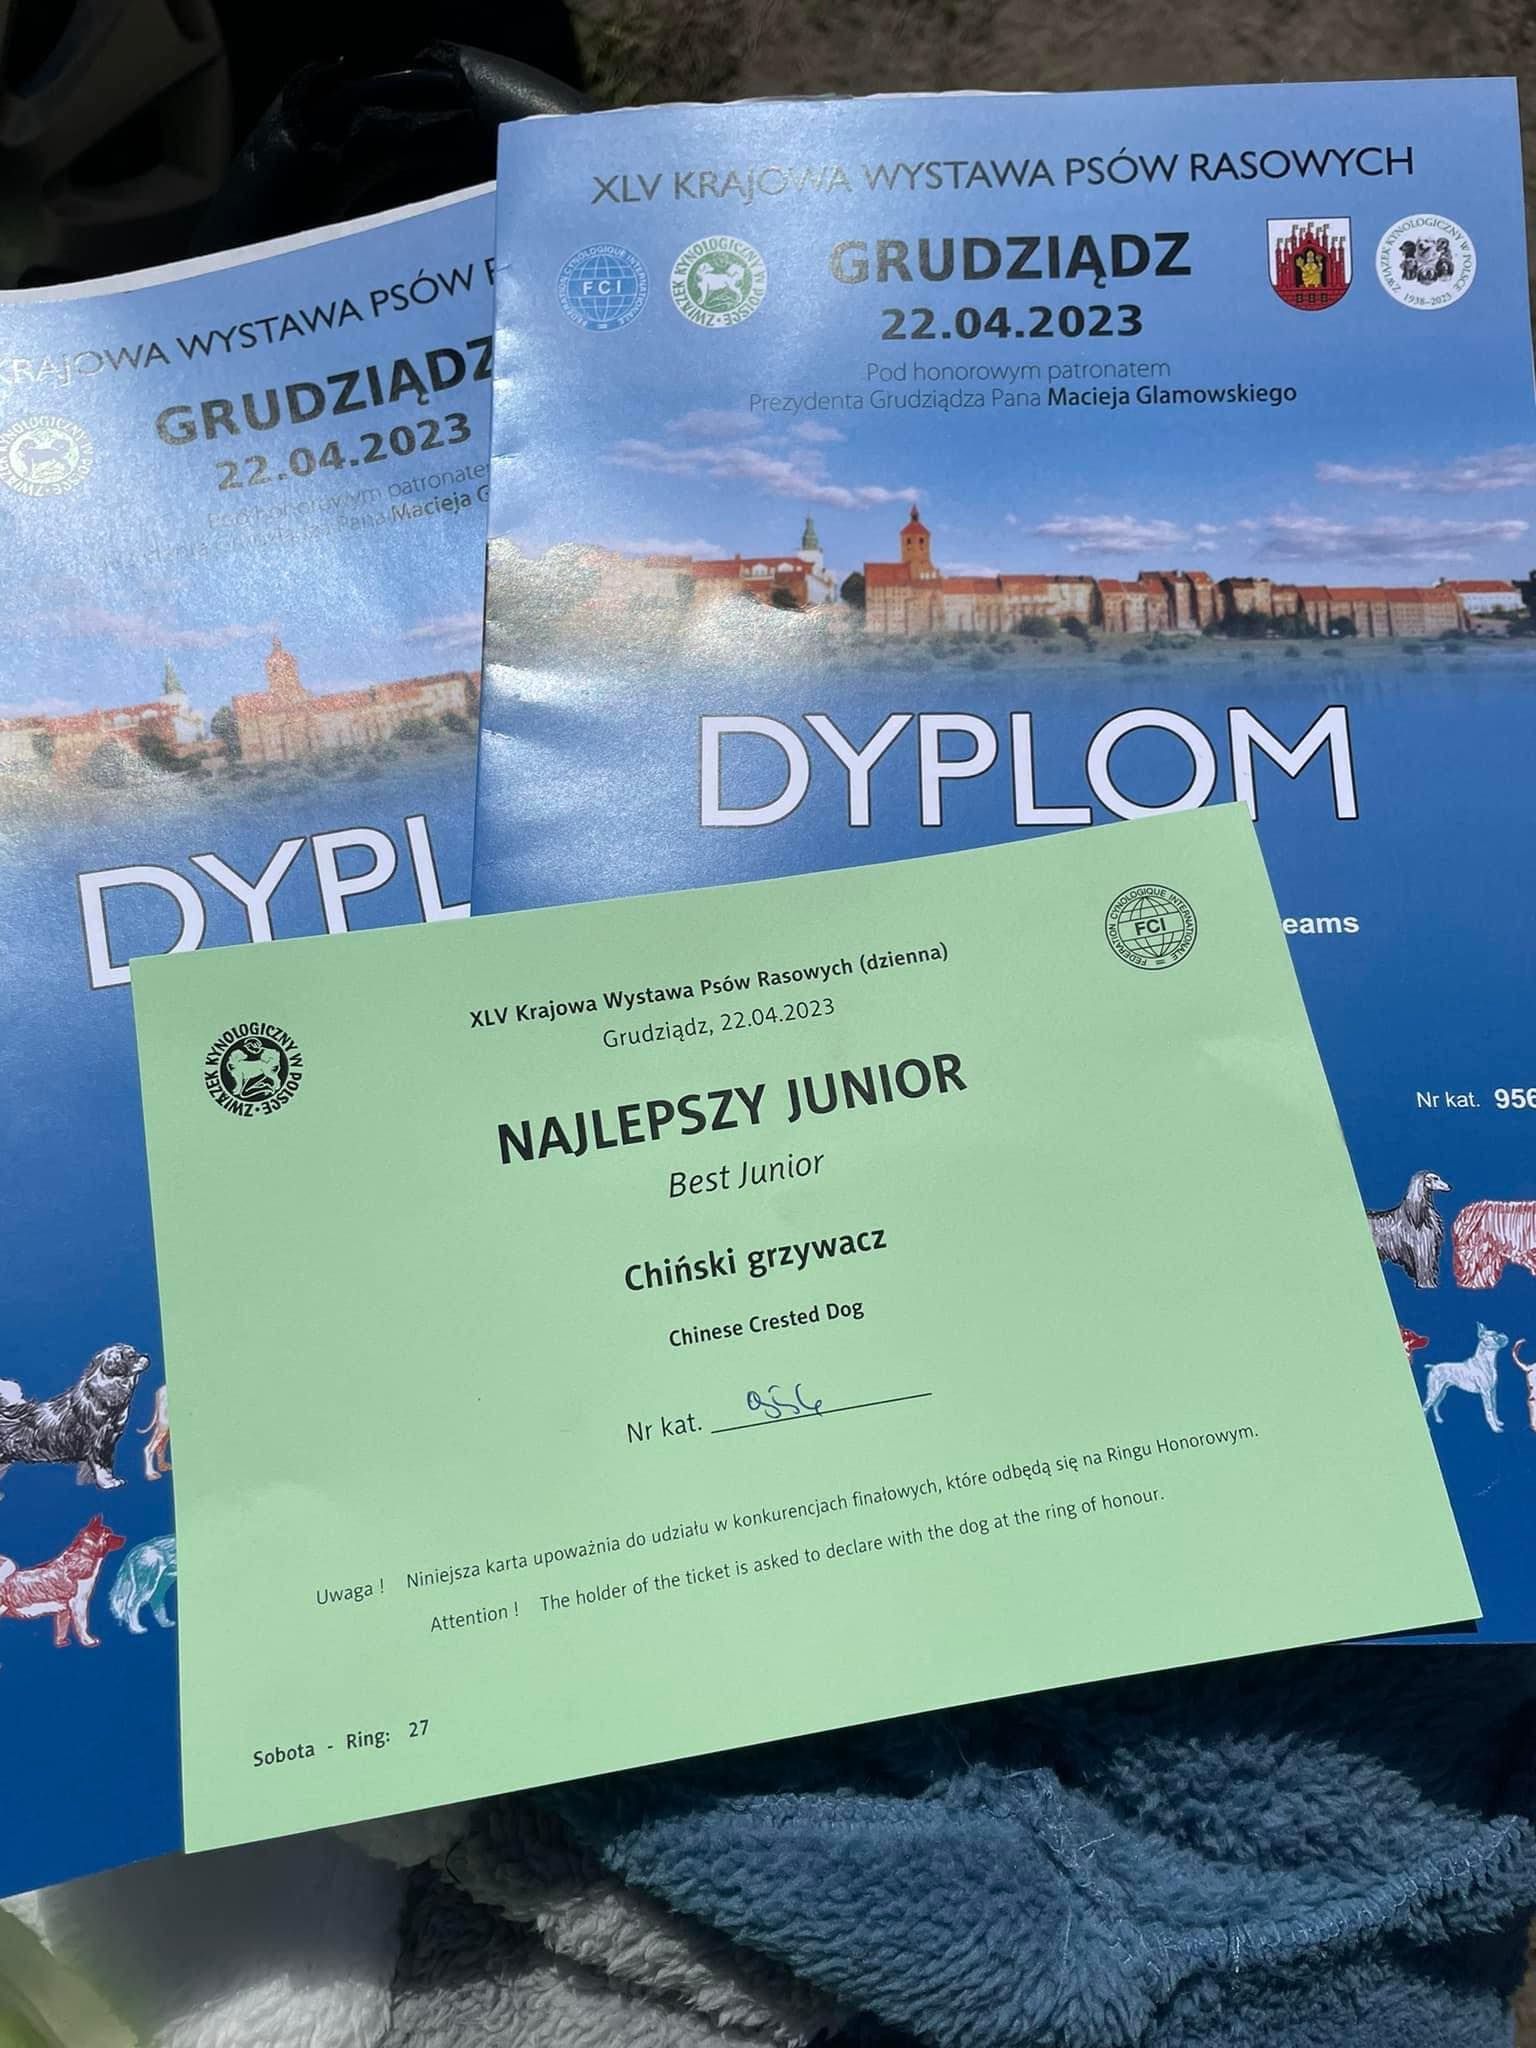 KRAJOWA WYSTAWA PSÓW
GRUDZIĄDZ
22.04.2023
Pod honorowym
Pana Macieja
DYPL
XLV KRAJOWA WYSTAWA PSÓW RASOWYCH
FEDERATION CYNOLOGIQUE INTERNATIONALE
FCI
ZWIĄZEK KYNOLOGICZNY W POLSCE
GRUDZIĄDZ
ZWIĄZEK KYNOLOGICZNY W POLSCE
1938-2023
22.04.2023
Pod honorowym patronatem
Prezydenta Grudziądza Pana Macieja Glamowskiego
DYPLOM
eams
Nr kat. 956
FEDERATION CYNOLOGIQUE INTERNATIONALE
FCI
ZWIĄZEK KYNOLOGICZNY W POLSCE
XLV Krajowa Wystawa Psów Rasowych (dzienna)
Grudziądz, 22.04.2023
NAJLEPSZY JUNIOR
Best Junior
Chiński grzywacz
Chinese Crested Dog
Nr kat. 956
Uwaga ! Niniejsza karta upoważnia do udziału w konkurencjach finałowych, które odbędą się na Ringu Honorowym.
Attention ! The holder of the ticket is asked to declare with the dog at the ring of honour.
Sobota - Ring: 27